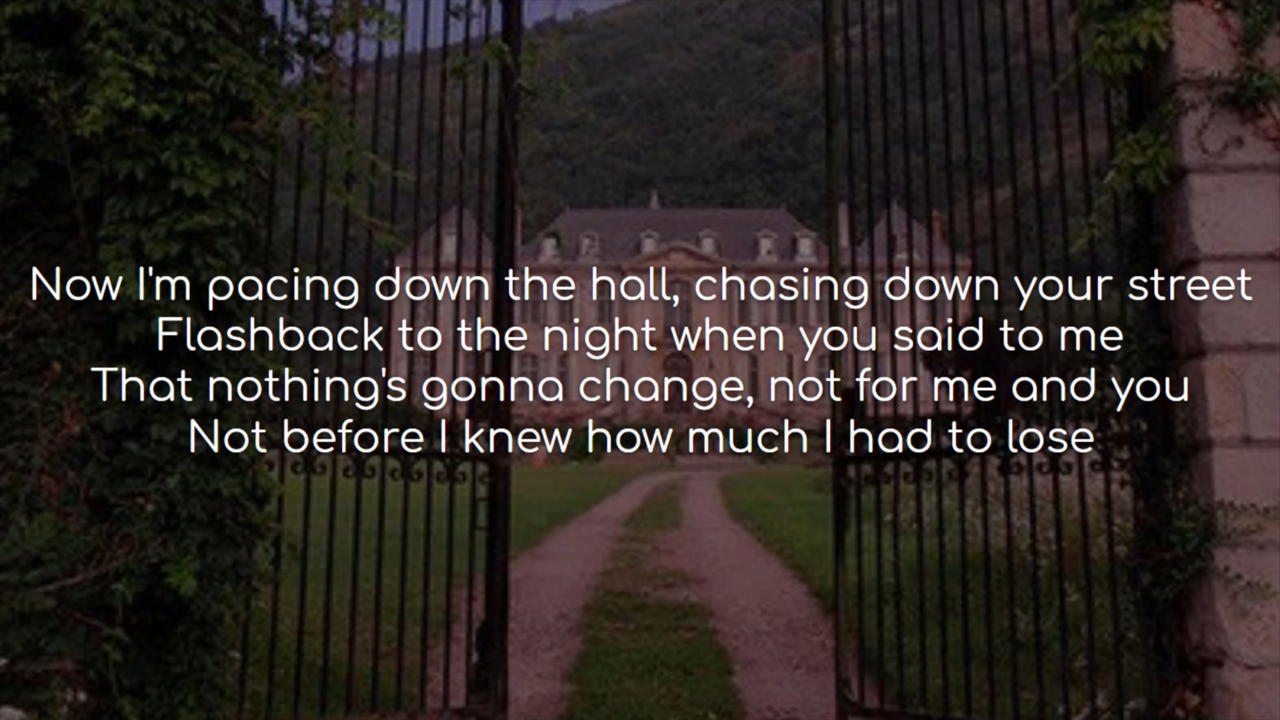 Now I'm pacing down the hall, chasing down your street
Flashback to the night when you said to me
That nothing's gonna change, not for me and you
Not before I knew how much I had to lose